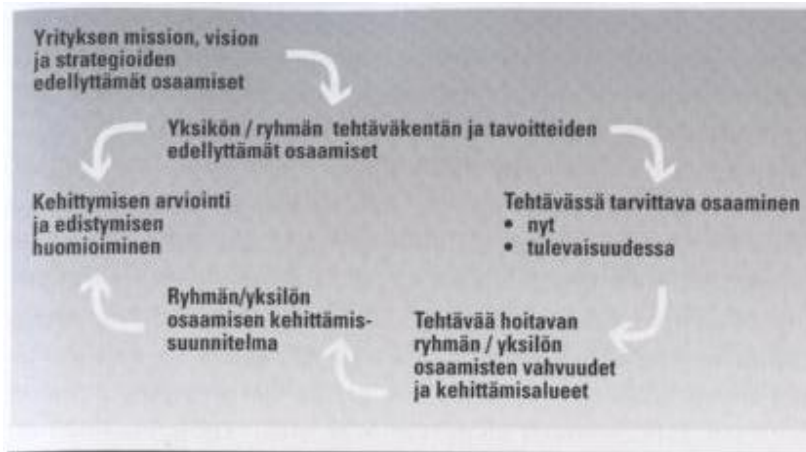 Yrityksen mission, vision
ja strategioiden
edellyttämät osaamiset
Yksikön / ryhmän tehtäväkentän ja tavoitteiden
edellyttämät osaamiset
Kehittymisen arviointi
ja edistymisen
huomioiminen
Tehtävässä tarvittava osaaminen
• nyt
• tulevaisuudessa
Ryhmän/yksilön
osaamisen kehittämis-
suunnitelma
Tehtävää hoitavan
ryhmän / yksilön
osaamisten vahvuudet
ja kehittämisalueet